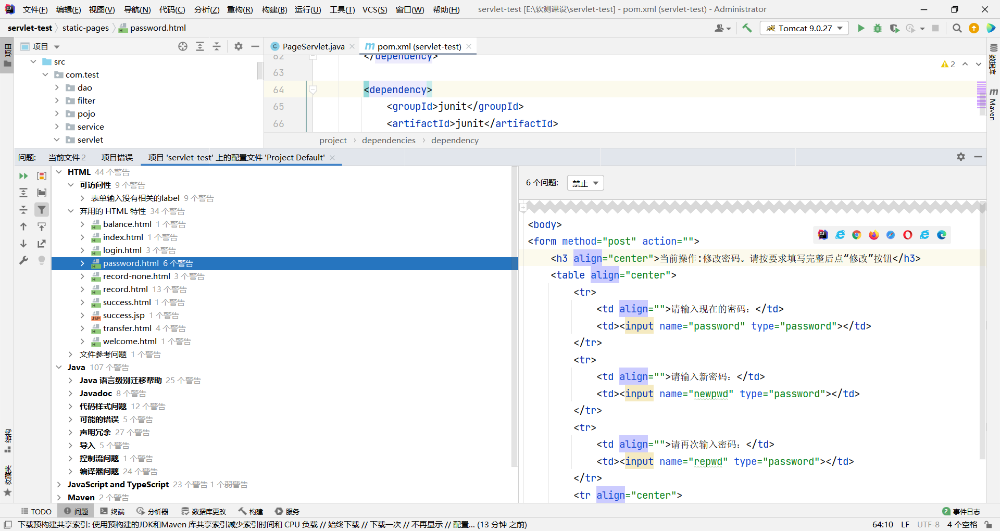 文件(F) 编辑(E) 视图(V) 导航(N) 代码(C) 分析(Z) 重构(R) 构建(B) 运行(U) 工具(T) VCS(S) 窗口(W) 帮助(H) servlet-test [E:\软测课设\servlet-test] - pom.xml (servlet-test) - Administrator
servlet-test static-pages password.html Tomcat 9.0.27
项目
项目
PageServlet.java pom.xml (servlet-test)
src
com.test
dao
filter
pojo
service
servlet
62 </dependency>
63
64 <dependency>
65 <groupId>junit</groupId>
66 <artifactId>junit</artifactId>
2
project dependencies dependency
数据库
Maven
问题: 当前文件 2 项目错误 项目 'servlet-test' 上的配置文件 'Project Default'
HTML 44 个警告
可访问性 9 个警告
表单输入没有相关的label 9 个警告
弃用的 HTML 特性 34 个警告
balance.html 1 个警告
index.html 1 个警告
login.html 3 个警告
password.html 6 个警告
record-none.html 3 个警告
record.html 13 个警告
success.html 1 个警告
success.jsp 1 个警告
transfer.html 4 个警告
welcome.html 1 个警告
文件参考问题 1 个警告
Java 107 个警告
Java 语言级别迁移帮助 25 个警告
Javadoc 8 个警告
代码样式问题 12 个警告
可能的错误 5 个警告
声明冗余 27 个警告
导入 5 个警告
控制流问题 1 个警告
编译器问题 24 个警告
JavaScript and TypeScript 23 个警告 1 个弱警告
Maven 2 个警告
6 个问题: 禁止
<body>
<form method="post" action="">
<h3 align="center">当前操作:修改密码。请按要求填写完整后点“修改”按钮</h3>
<table align="center">
<tr>
<td align="">请输入现在的密码: </td>
<td><input name="password" type="password"></td>
</tr>
<tr>
<td align="">请输入新密码: </td>
<td><input name="newpwd" type="password"></td>
</tr>
<tr>
<td align="">请再次输入密码: </td>
<td><input name="repwd" type="password"></td>
</tr>
<tr align="center">
结构
收藏夹
TODO 问题 终端 分析器 数据库更改 构建 服务 2 事件日志
下载预构建共享索引: 使用预构建的JDK和Maven 库共享索引减少索引时间和 CPU 负载 // 始终下载 // 下载一次 // 不再显示 // 配置... (13 分钟 之前) 64:10 LF UTF-8 4 个空格